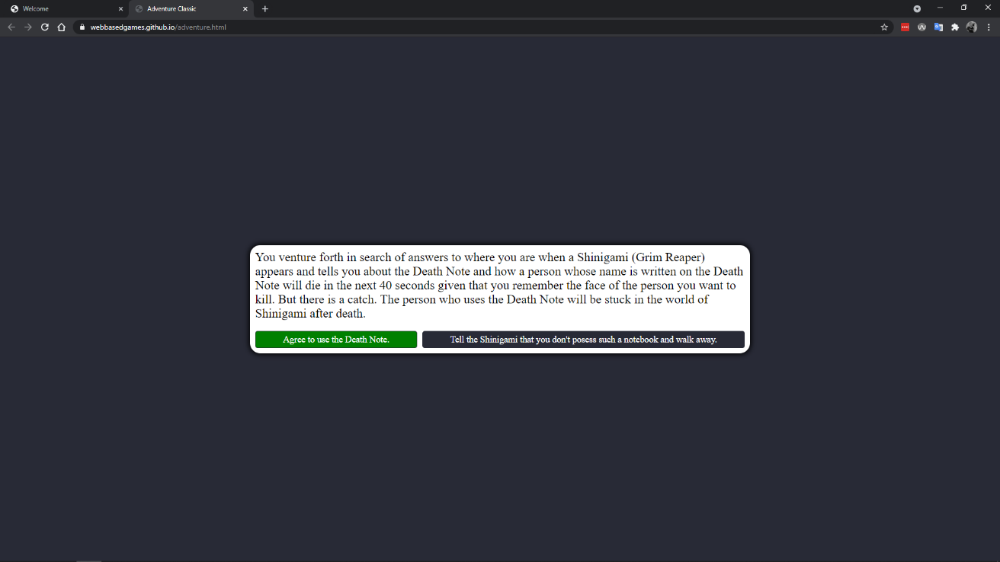 Welcome
Adventure Classic
webbasedgames.github.io/adventure.html
You venture forth in search of answers to where you are when a Shinigami (Grim Reaper)
appears and tells you about the Death Note and how a person whose name is written on the Death
Note will die in the next 40 seconds given that you remember the face of the person you want to
kill. But there is a catch. The person who uses the Death Note will be stuck in the world of
Shinigami after death.
Agree to use the Death Note.
Tell the Shinigami that you don't posess such a notebook and walk away.